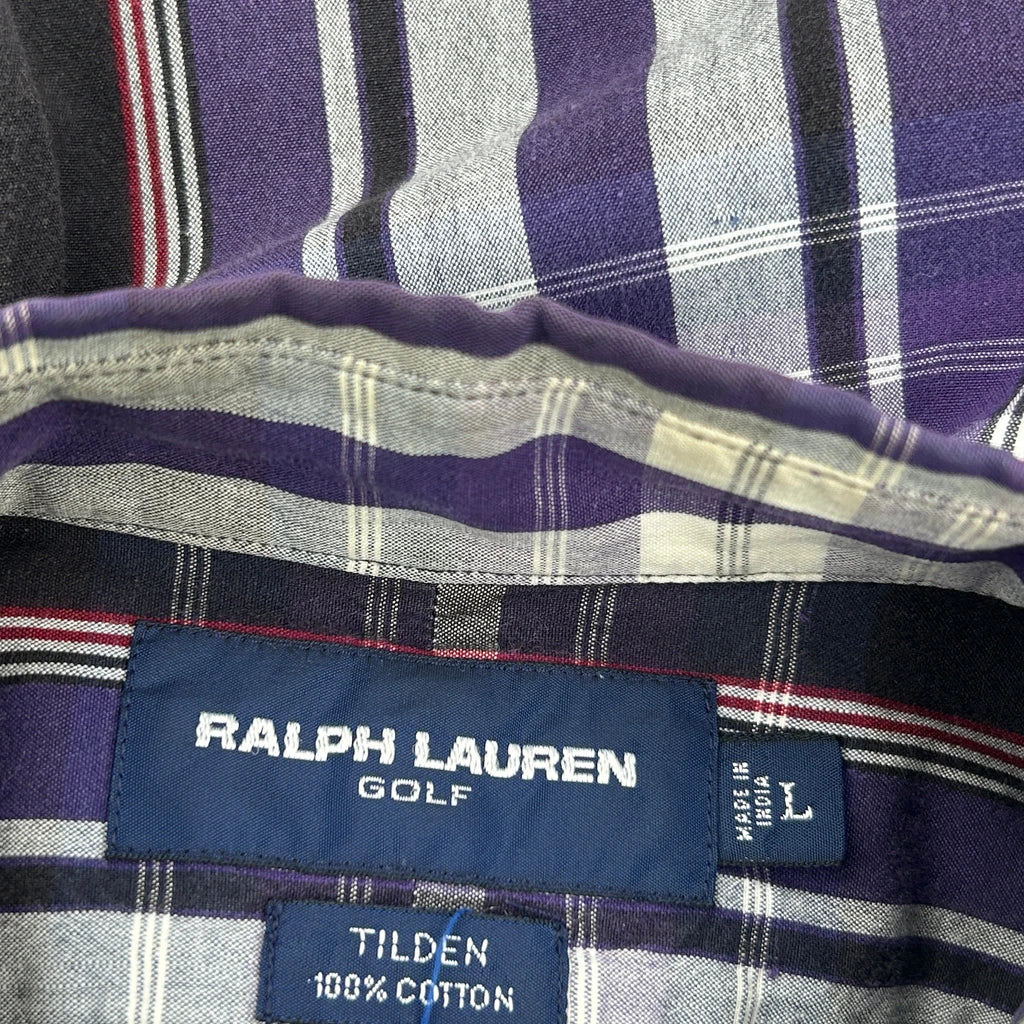 RALPH LAUREN
GOLF
MADE IN
INDIA
L
TILDEN
100% COTTON